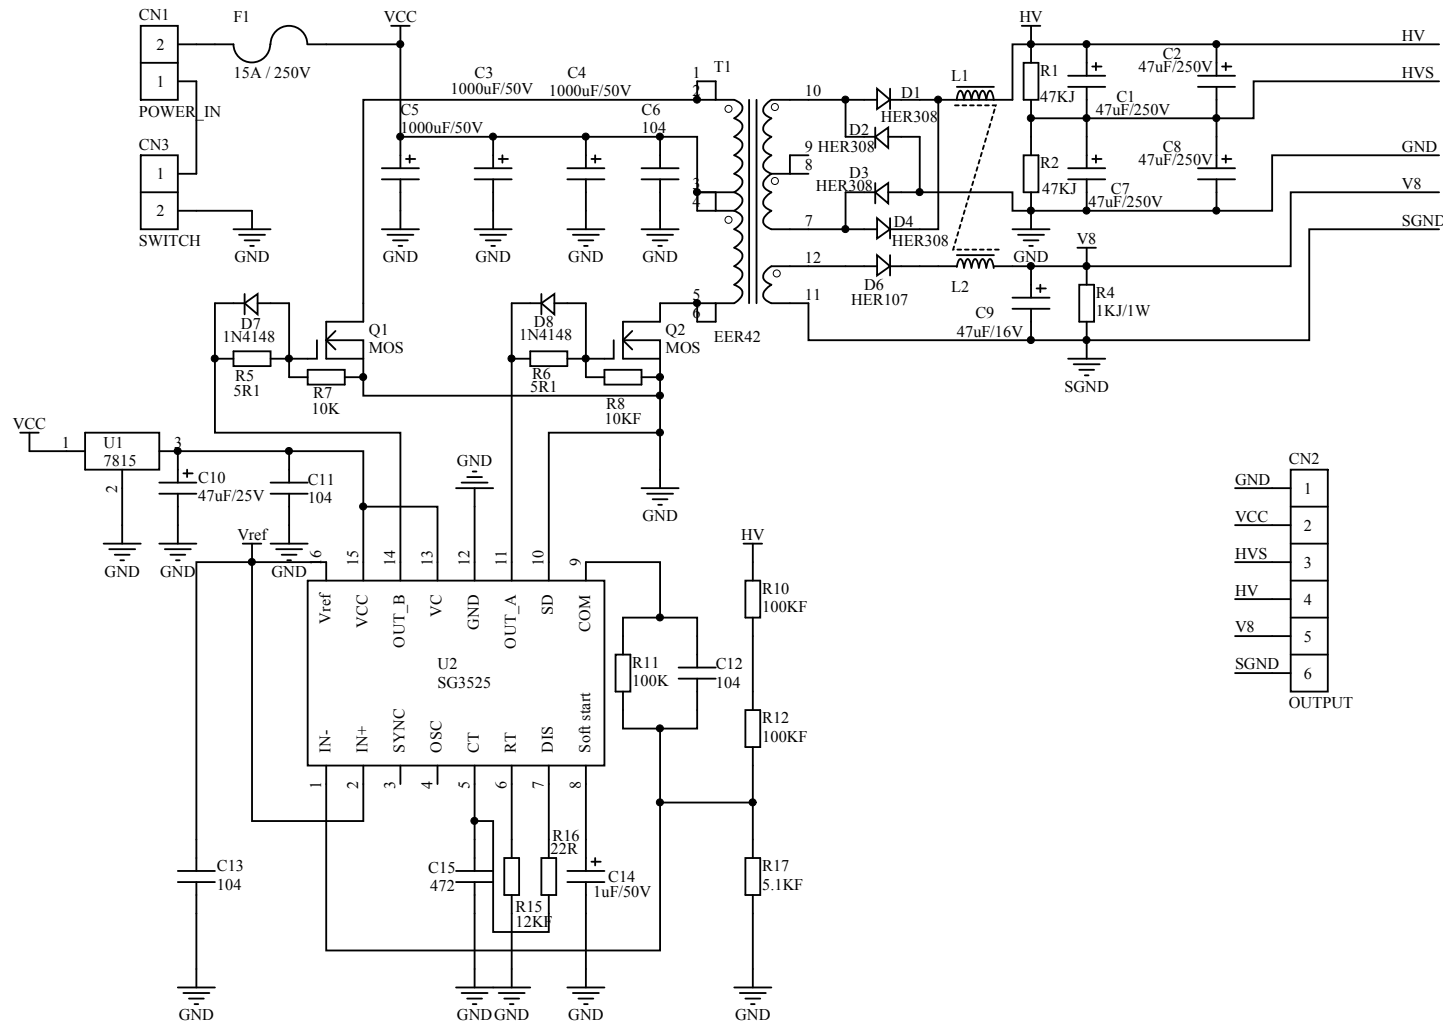 CN1
2
1
POWER_IN
F1
15A / 250V
CN3
1
2
SWITCH
GND
VCC
C5
1000uF/50V
GND
C3
1000uF/50V
GND
C4
1000uF/50V
GND
C6
104
GND
T1
1
2
3
4
5
6
EER42
10
9
8
7
12
11
D1
HER308
D2
HER308
D3
HER308
D4
HER308
D6
HER107
L1
L2
HV
R1
47KJ
R2
47KJ
GND
C1
47uF/250V
C7
47uF/250V
C2
47uF/250V
C8
47uF/250V
HV
HVS
GND
V8
SGND
V8
C9
47uF/16V
R4
1KJ/1W
SGND
D7
1N4148
R5
5R1
R7
10K
Q1
MOS
D8
1N4148
R6
5R1
R8
10KF
Q2
MOS
GND
VCC
1
U1
7815
3
2
GND
C10
47uF/25V
GND
C11
104
GND
GND
Vref
6
15
14
13
12
11
10
9
Vref
VCC
OUT_B
VC
GND
OUT_A
SD
COM
U2
SG3525
IN-
IN+
SYNC
OSC
CT
RT
DIS
Soft start
1
2
3
4
5
6
7
8
R11
100K
C12
104
HV
R10
100KF
R12
100KF
R17
5.1KF
GND
C13
104
GND
C15
472
GND
R15
12KF
GND
R16
22R
C14
1uF/50V
GND
CN2
GND
1
VCC
2
HVS
3
HV
4
V8
5
SGND
6
OUTPUT